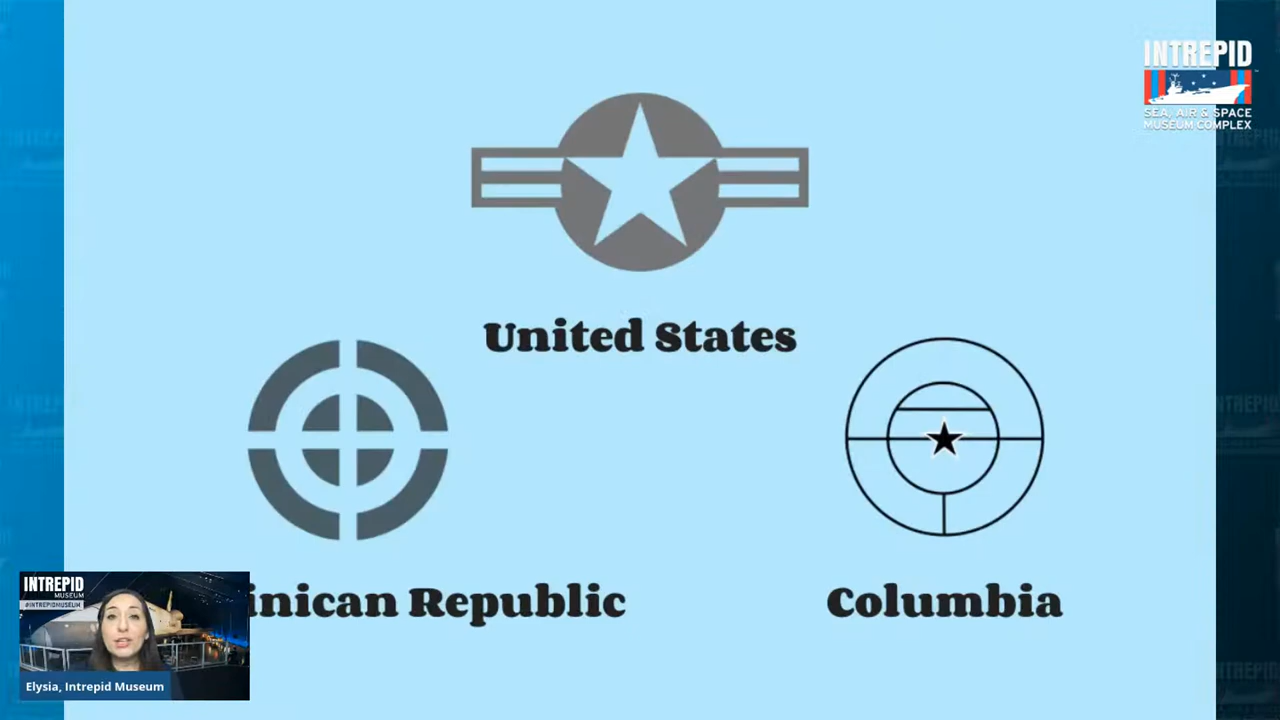 INTREPID
SEA, AIR & SPACE
MUSEUM COMPLEX
United States
inican Republic
Columbia
INTREPID
MUSEUM
#INTREPIDMUSEUM
Elysia, Intrepid Museum